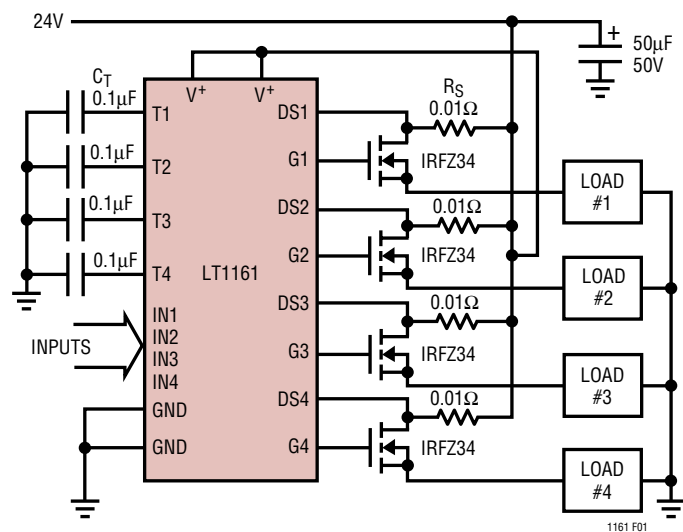 24V
+
50µF
50V
C_T
0.1µF
0.1µF
0.1µF
0.1µF
V+
V+
T1
T2
T3
T4
LT1161
IN1
IN2
IN3
IN4
INPUTS
GND
GND
DS1
G1
DS2
G2
DS3
G3
DS4
G4
R_S
0.01Ω
IRFZ34
0.01Ω
IRFZ34
0.01Ω
IRFZ34
0.01Ω
IRFZ34
LOAD
#1
LOAD
#2
LOAD
#3
LOAD
#4
1161 F01